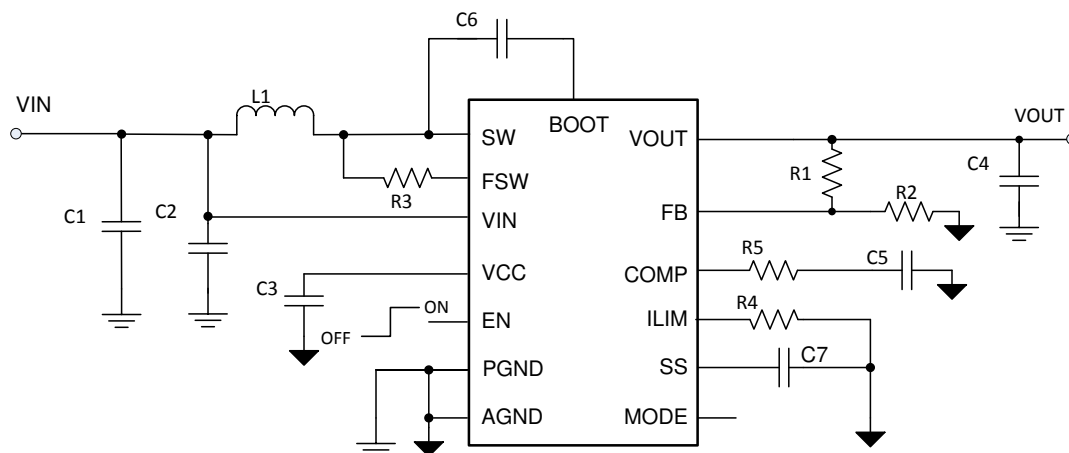 C6
VIN
L1
BOOT
SW
VOUT
VOUT
C4
R1
FSW
R3
R2
C1
C2
VIN
FB
R5
C5
VCC
COMP
C3
ON
R4
EN
ILIM
OFF
C7
PGND
SS
AGND
MODE